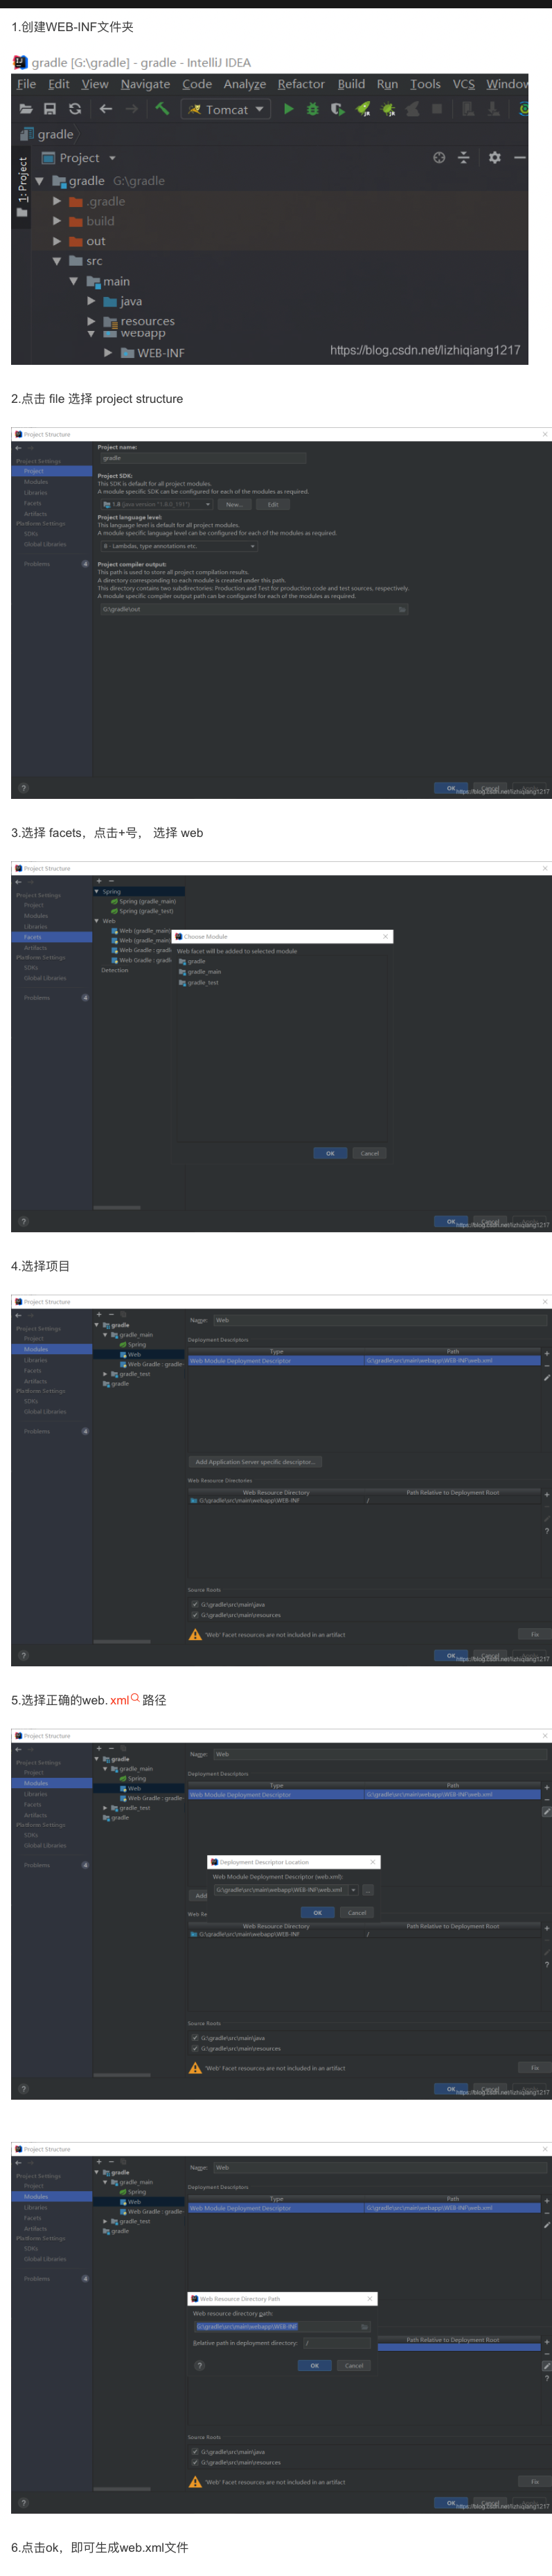 1.创建WEB-INF文件夹
gradle [G:\gradle] - gradle - IntelliJ IDEA
File Edit View Navigate Code Analyze Refactor Build Run Tools VCS Window
Tomcat
gradle
1: Project
Project
gradle G:\gradle
.gradle
build
out
src
main
java
resources
webapp
WEB-INF
https://blog.csdn.net/lizhiqiang1217
2.点击 file 选择 project structure
Project Structure
Project Settings
Project
Modules
Libraries
Facets
Artifacts
Platform Settings
SDKs
Global Libraries
Problems 4
Project name:
gradle
Project SDK:
This SDK is default for all project modules.
A module specific SDK can be configured for each of the modules as required.
1.8 (java version "1.8.0_191") New... Edit
Project language level:
This language level is default for all project modules.
A module specific language level can be configured for each of the modules as required.
8 - Lambdas, type annotations etc.
Project compiler output:
This path is used to store all project compilation results.
A directory corresponding to each module is created under this path.
This directory contains two subdirectories: Production and Test for production code and test sources, respectively.
A module specific compiler output path can be configured for each of the modules as required.
G:\gradle\out
? OK Cancel
https://blog.csdn.net/lizhiqiang1217
3.选择 facets，点击+号， 选择 web
Project Structure
Project Settings
Project
Modules
Libraries
Facets
Artifacts
Platform Settings
SDKs
Global Libraries
Problems 4
Spring
Spring (gradle_main)
Spring (gradle_test)
Web
Web (gradle_main
Web (gradle_main
Web Gradle : gradl
Web Gradle : gradl
Detection
Choose Module
Web facet will be added to selected module
gradle
gradle_main
gradle_test
OK Cancel
? OK Cancel
https://blog.csdn.net/lizhiqiang1217
4.选择项目
Project Structure
Project Settings
Project
Modules
Libraries
Facets
Artifacts
Platform Settings
SDKs
Global Libraries
Problems 4
gradle
gradle_main
Spring
Web
Web Gradle : gradle
gradle_test
gradle
Name: Web
Deployment Descriptors
Type Path
Web Module Deployment Descriptor G:\gradle\src\main\webapp\WEB-INF\web.xml
Add Application Server specific descriptor...
Web Resource Directories
Web Resource Directory Path Relative to Deployment Root
G:\gradle\src\main\webapp\WEB-INF /
Source Roots
G:\gradle\src\main\java
G:\gradle\src\main\resources
'Web' Facet resources are not included in an artifact Fix
? OK Cancel
https://blog.csdn.net/lizhiqiang1217
5.选择正确的web.xml路径
Project Structure
Project Settings
Project
Modules
Libraries
Facets
Artifacts
Platform Settings
SDKs
Global Libraries
Problems 4
gradle
gradle_main
Spring
Web
Web Gradle : gradle
gradle_test
gradle
Name: Web
Deployment Descriptors
Type Path
Web Module Deployment Descriptor G:\gradle\src\main\webapp\WEB-INF\web.xml
Deployment Descriptor Location
Web Module Deployment Descriptor (web.xml):
G:\gradle\src\main\webapp\WEB-INF\web.xml ...
OK Cancel
Add
Web Re
Web Resource Directory Path Relative to Deployment Root
G:\gradle\src\main\webapp\WEB-INF /
Source Roots
G:\gradle\src\main\java
G:\gradle\src\main\resources
'Web' Facet resources are not included in an artifact Fix
? OK Cancel
https://blog.csdn.net/lizhiqiang1217
Project Structure
Project Settings
Project
Modules
Libraries
Facets
Artifacts
Platform Settings
SDKs
Global Libraries
Problems 4
gradle
gradle_main
Spring
Web
Web Gradle : gradle
gradle_test
gradle
Name: Web
Deployment Descriptors
Type Path
Web Module Deployment Descriptor G:\gradle\src\main\webapp\WEB-INF\web.xml
Web Resource Directory Path
Web resource directory path:
G:\gradle\src\main\webapp\WEB-INF
Relative path in deployment directory: /
? OK Cancel
Path Relative to Deployment Root
Source Roots
G:\gradle\src\main\java
G:\gradle\src\main\resources
'Web' Facet resources are not included in an artifact Fix
? OK Cancel
https://blog.csdn.net/lizhiqiang1217
6.点击ok，即可生成web.xml文件